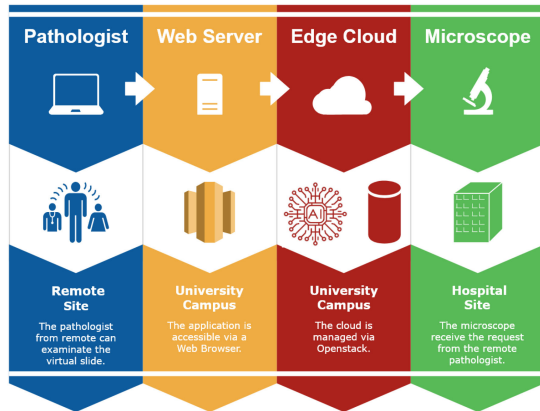 Pathologist
Web Server
Edge Cloud
Microscope
AI
Remote
Site
The pathologist
from remote can
examinate the
virtual slide.
University
Campus
The application is
accessible via a
Web Browser.
University
Campus
The cloud is
managed via
Openstack.
Hospital
Site
The microscope
receive the request
from the remote
pathologist.